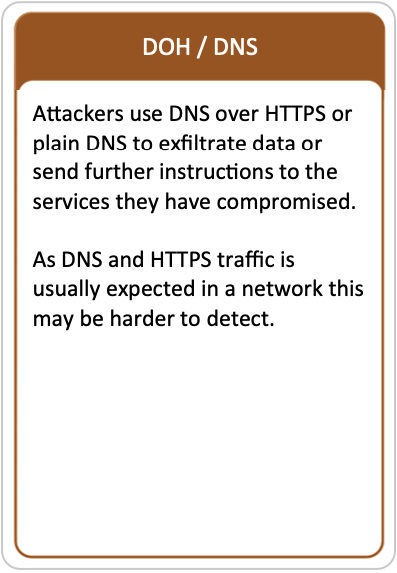 DOH / DNS
Attackers use DNS over HTTPS or
plain DNS to exfiltrate data or
send further instructions to the
services they have compromised.
As DNS and HTTPS traffic is
usually expected in a network this
may be harder to detect.